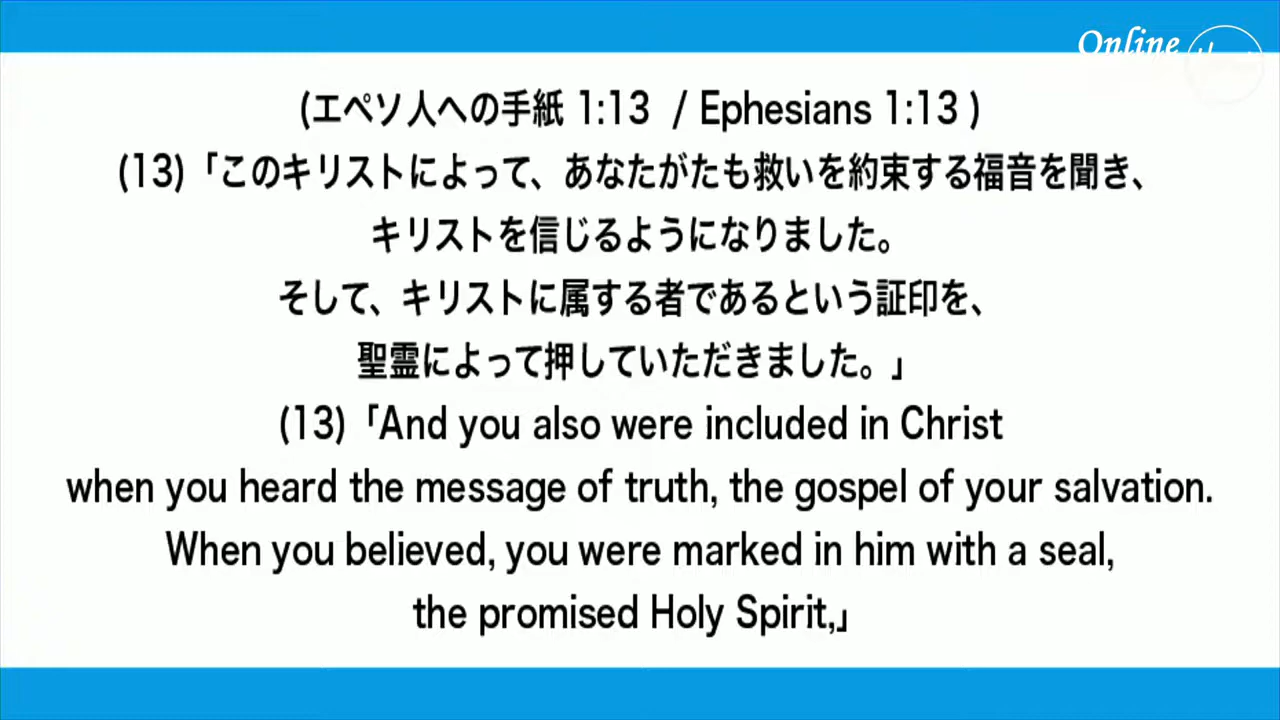 Online
(エペソ人への手紙 1:13 / Ephesians 1:13 )
(13)「このキリストによって、あなたがたも救いを約束する福音を聞き、
キリストを信じるようになりました。
そして、キリストに属する者であるという証印を、
聖霊によって押していただきました。」
(13)「And you also were included in Christ
when you heard the message of truth, the gospel of your salvation.
When you believed, you were marked in him with a seal,
the promised Holy Spirit,」